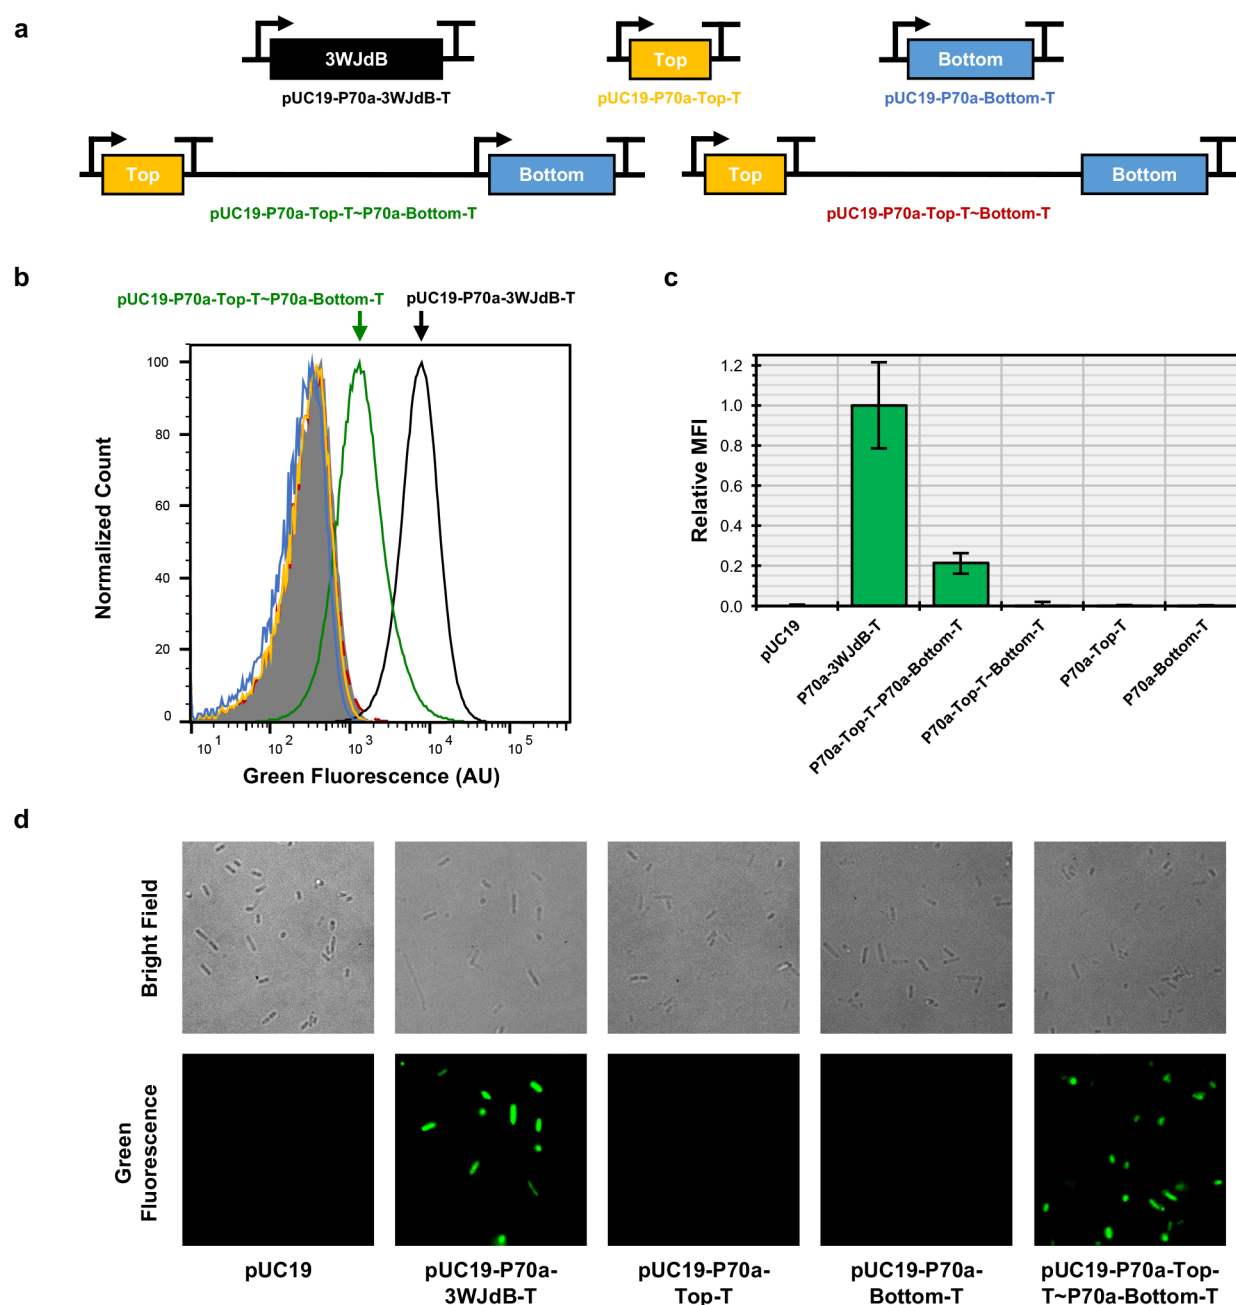 a
3WJdB
Top
Bottom
pUC19-P70a-3WJdB-T
pUC19-P70a-Top-T
pUC19-P70a-Bottom-T
Top
Bottom
Top
Bottom
pUC19-P70a-Top-T~P70a-Bottom-T
pUC19-P70a-Top-T~Bottom-T
b
pUC19-P70a-Top-T~P70a-Bottom-T
pUC19-P70a-3WJdB-T
Normalized Count
100
80
60
40
20
0
10 1
10 2
10 3
10 4
10 5
Green Fluorescence (AU)
c
Relative MFI
1.2
1.0
0.8
0.6
0.4
0.2
0.0
pUC19
P70a-3WJdB-T
P70a-Top-T~P70a-Bottom-T
P70a-Top-T~Bottom-T
P70a-Top-T
P70a-Bottom-T
d
Bright Field
Green
Fluorescence
pUC19
pUC19-P70a-
3WJdB-T
pUC19-P70a-
Top-T
pUC19-P70a-
Bottom-T
pUC19-P70a-Top-
T~P70a-Bottom-T